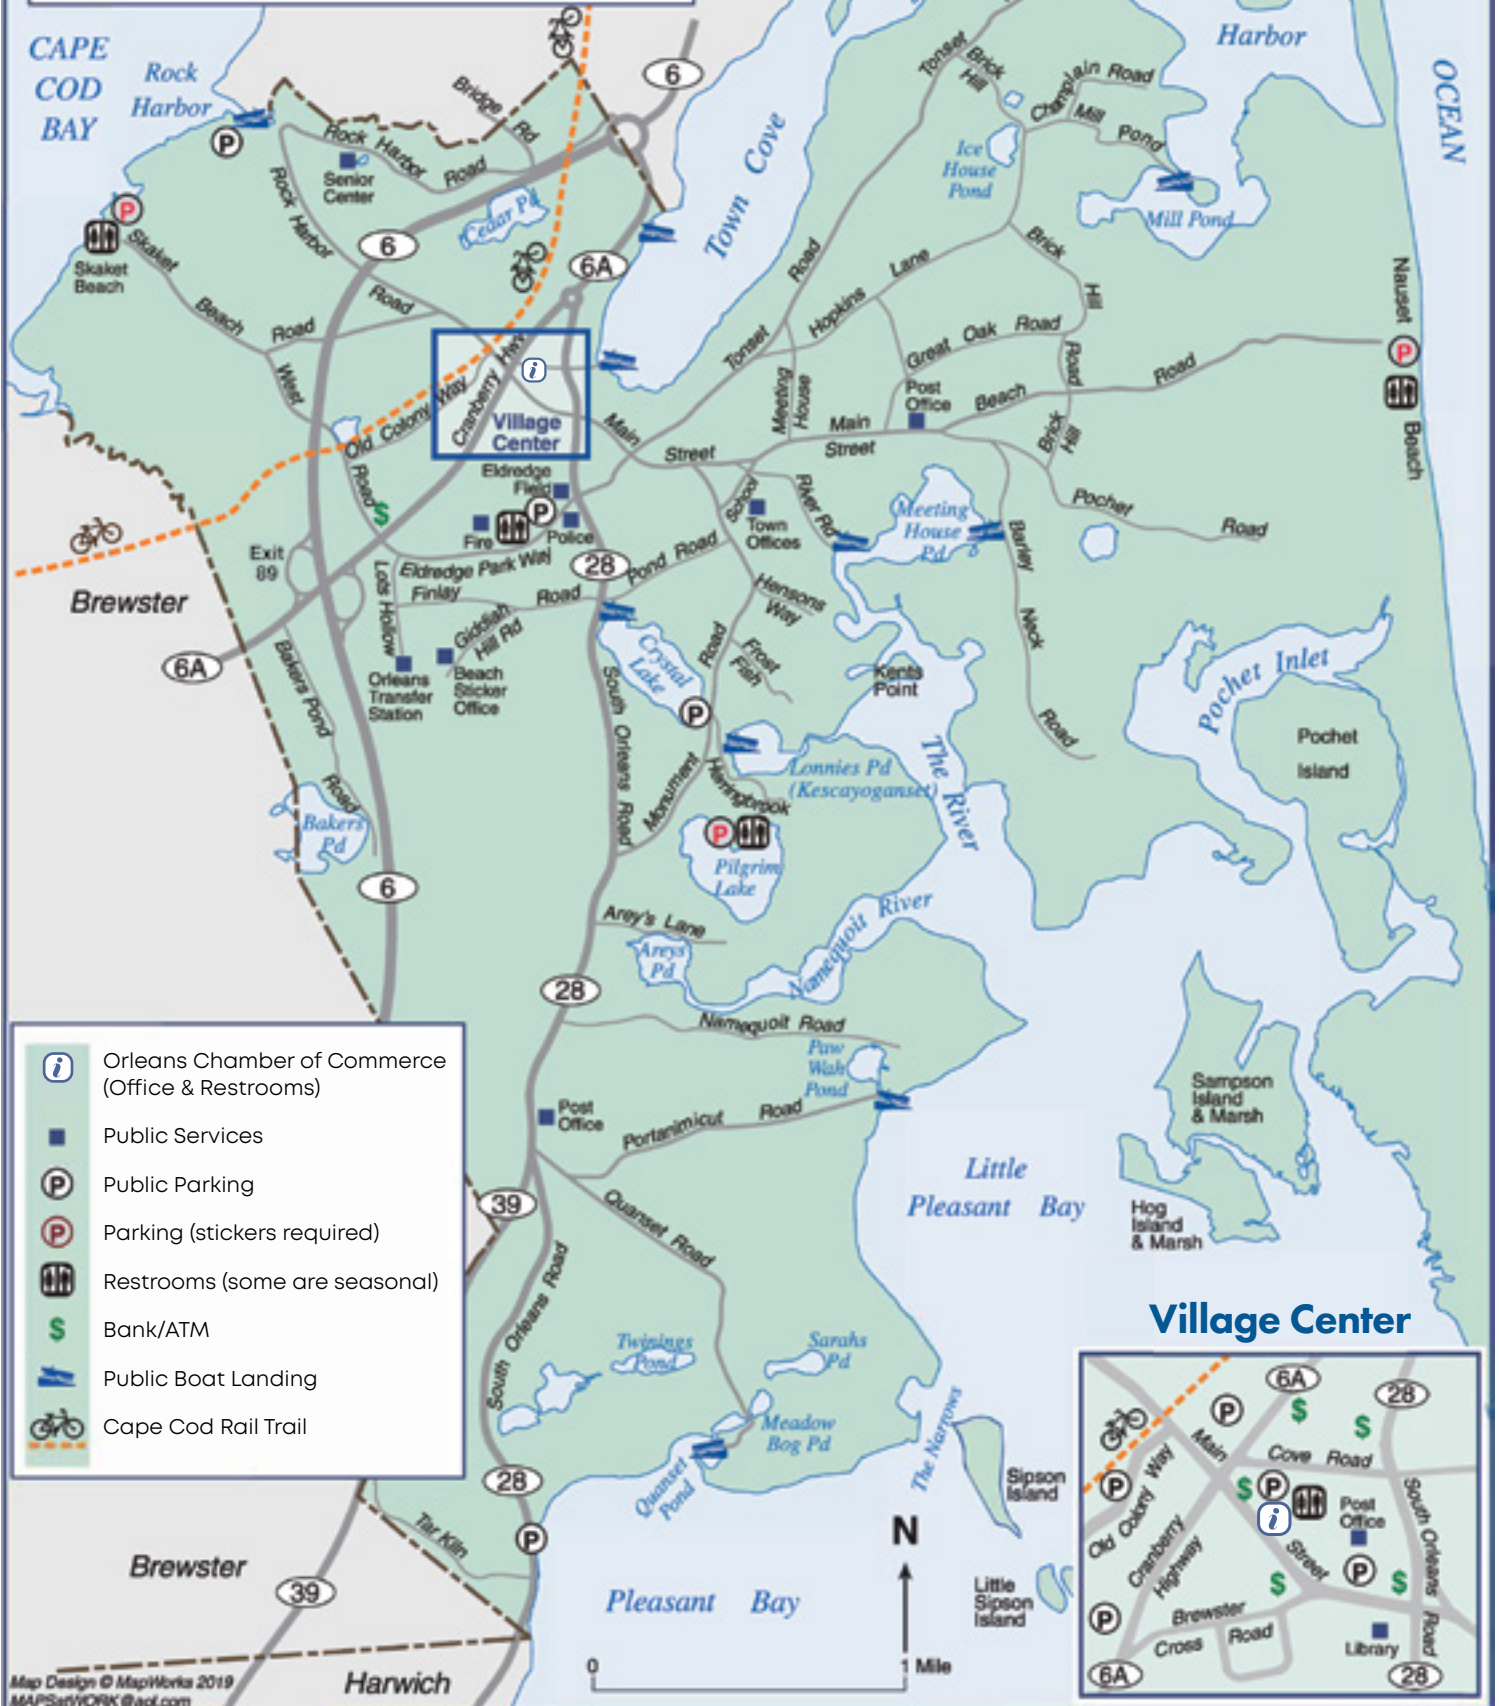 CAPE
COD
BAY
Rock
Harbor
Harbor
OCEAN
6
Bridge Rd
Rock Harbor Road
Senior
Center
Rock Harbor
Road
Cedar Pd
6
6A
Town Cove
Tonset
Road
Tonset
Brick
Hill
Champlain Road
Mill Pond
Ice
House
Pond
Mill Pond
Skaket
Beach
Skaket
Beach
Road
West
Road
Old Colony Way
Cranberry Hwy
i
Village
Center
Hopkins
Lane
Brick
Hill
Road
Great Oak Road
Meeting
House
Post
Office
Beach
Road
Nauset
Beach
Main
Street
Main
Street
Brick
Hill
Pochet
Road
Eldredge
Field
Fire
Police
School
Town
Offices
River Rd
Meeting
House
Pd
Barley
Neck
Road
Exit
89
Brewster
6A
Lots Hollow
Eldredge Park Way
Finlay
Road
28
Pond Road
Giddiah
Hill Rd
Orleans
Transfer
Station
Beach
Sticker
Office
Bakers Pond
Road
Bakers
Pd
6
Hensons
Way
Frost
Fish
Road
Monument
Crystal
Lake
South Orleans Road
Kents
Point
Lonnies Pd
(Kescayoganset)
Herringbrook
The River
Pilgrim
Lake
Pochet Inlet
Pochet
Island
Arey's Lane
Areys
Pd
Namequoit River
28
Namequoit Road
Paw
Wah
Pond
Post
Office
Portanimicut
Road
39
Quanset Road
South Orleans Road
Little
Pleasant Bay
Sampson
Island
& Marsh
Hog
Island
& Marsh
Twinings
Pond
Sarahs
Pd
Meadow
Bog Pd
Quanset
Pond
The Narrows
Sipson
Island
Little
Sipson
Island
28
P
Tar Kiln
Brewster
39
Harwich
Pleasant Bay
N
0
1 Mile
i Orleans Chamber of Commerce
(Office & Restrooms)
Public Services
P Public Parking
P Parking (stickers required)
Restrooms (some are seasonal)
$ Bank/ATM
Public Boat Landing
Cape Cod Rail Trail
Map Design © MapWorks 2019
MAPSatWORK@aol.com
Village Center
6A
28
Main
Street
Cove Road
Old Colony Way
Cranberry
Highway
Post
Office
South Orleans Road
Brewster
Cross
Road
Library
6A
28